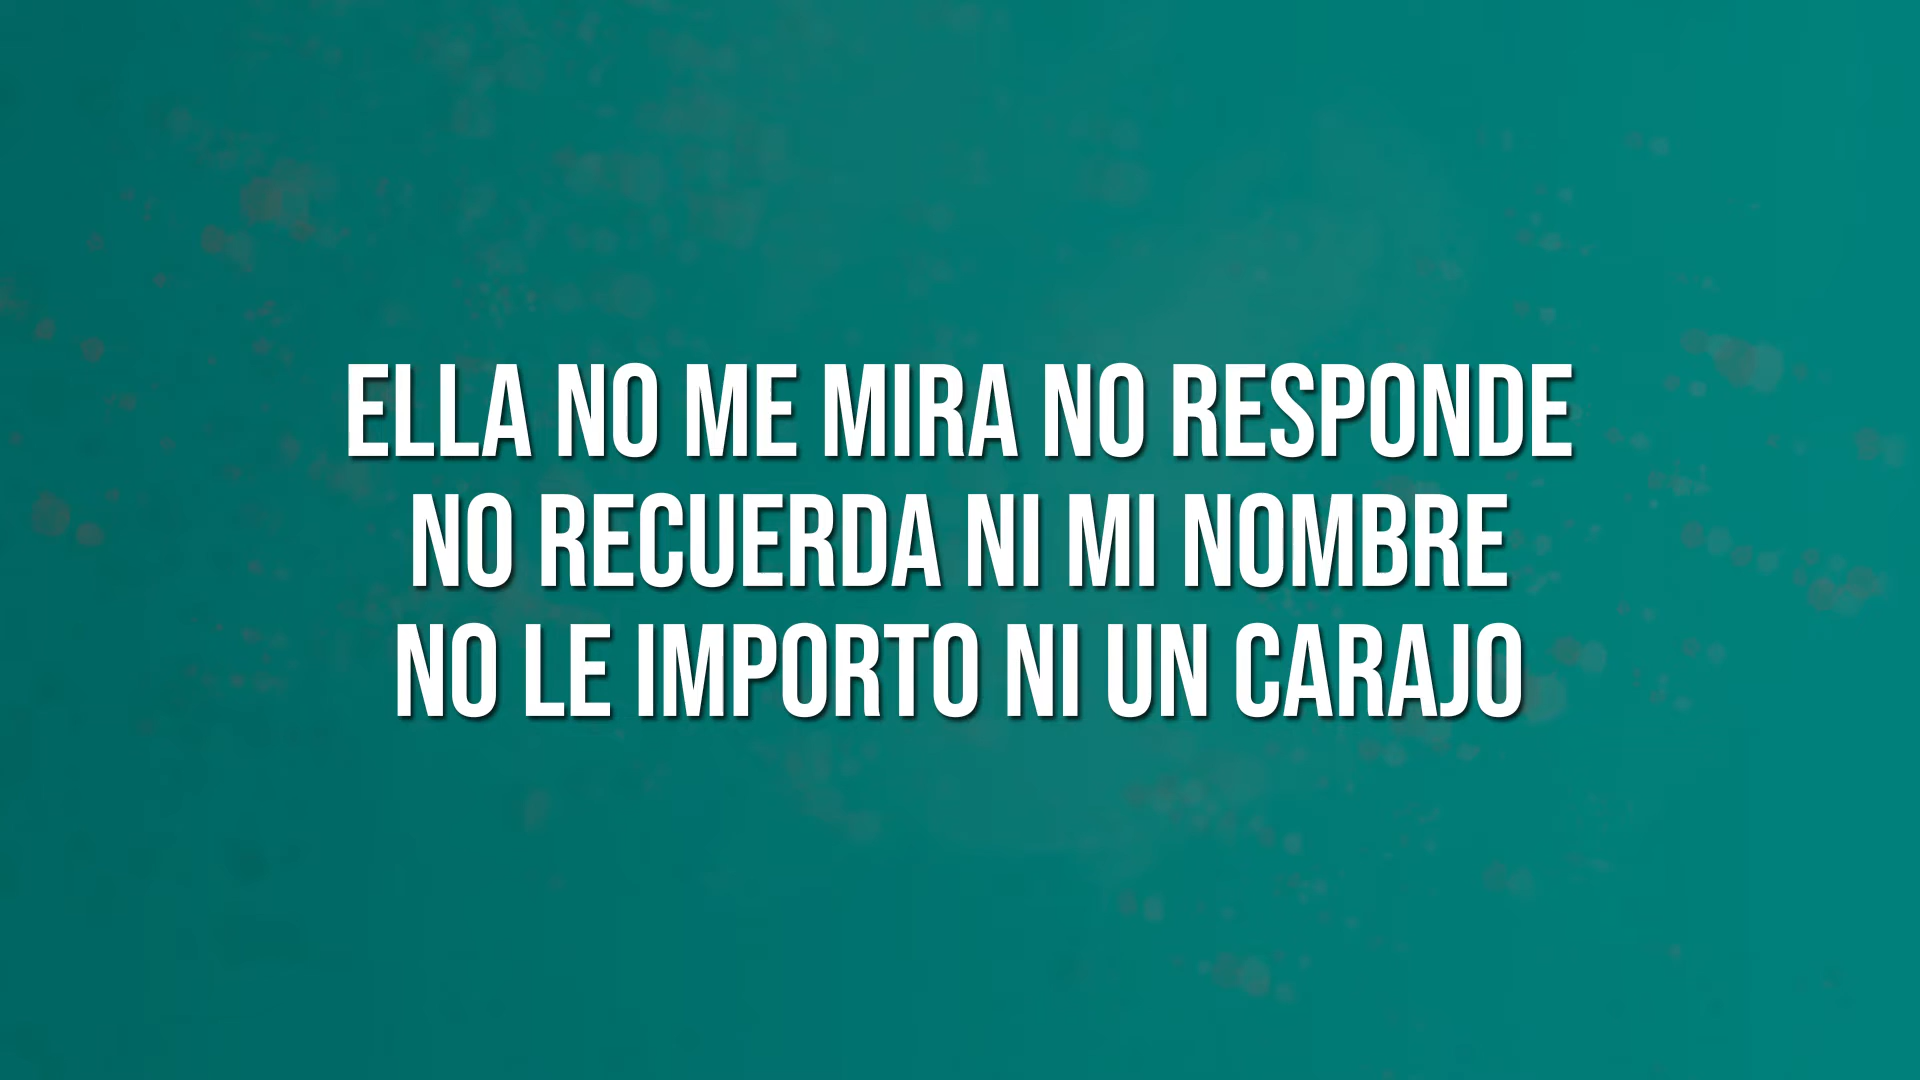 ELLA NO ME MIRA NO RESPONDE
NO RECUERDA NI MI NOMBRE
NO LE IMPORTO NI UN CARAJO